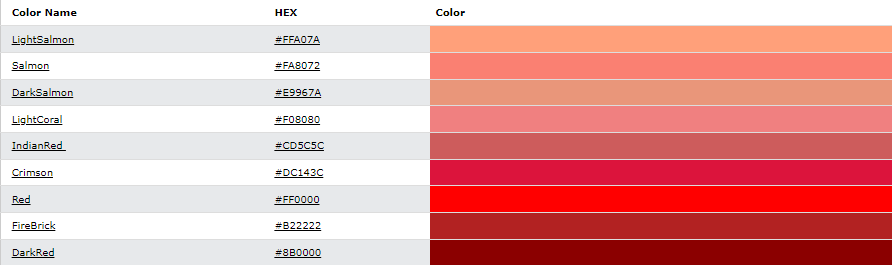 Color Name HEX Color
LightSalmon #FFA07A
Salmon #FA8072
DarkSalmon #E9967A
LightCoral #F08080
IndianRed #CD5C5C
Crimson #DC143C
Red #FF0000
FireBrick #B22222
DarkRed #8B0000